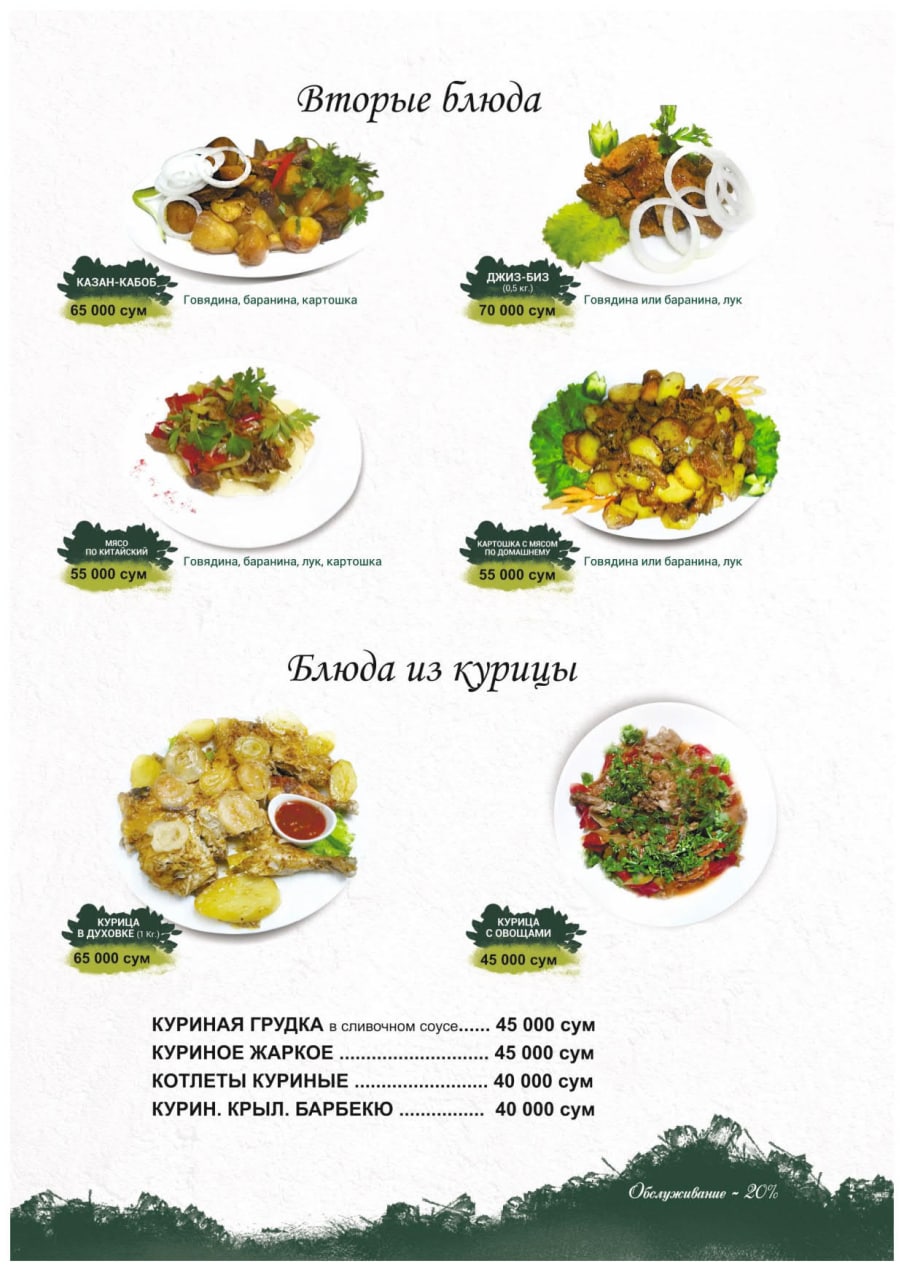 Вторые блюда
КАЗАН-КАБОБ
65 000 сум
Говядина, баранина, картошка
ДЖИЗ-БИЗ
(0,5 кг.)
70 000 сум
Говядина или баранина, лук
МЯСО
ПО КИТАЙСКИЙ
55 000 сум
Говядина, баранина, лук, картошка
КАРТОШКА С МЯСОМ
ПО ДОМАШНЕМУ
55 000 сум
Говядина или баранина, лук
Блюда из курицы
КУРИЦА
В ДУХОВКЕ (1 Кг.)
65 000 сум
КУРИЦА
С ОВОЩАМИ
45 000 сум
КУРИНАЯ ГРУДКА в сливочном соусе...... 45 000 сум
КУРИНОЕ ЖАРКОЕ ............................ 45 000 сум
КОТЛЕТЫ КУРИНЫЕ ......................... 40 000 сум
КУРИН. КРЫЛ. БАРБЕКЮ ................ 40 000 сум
Обслуживание - 20%